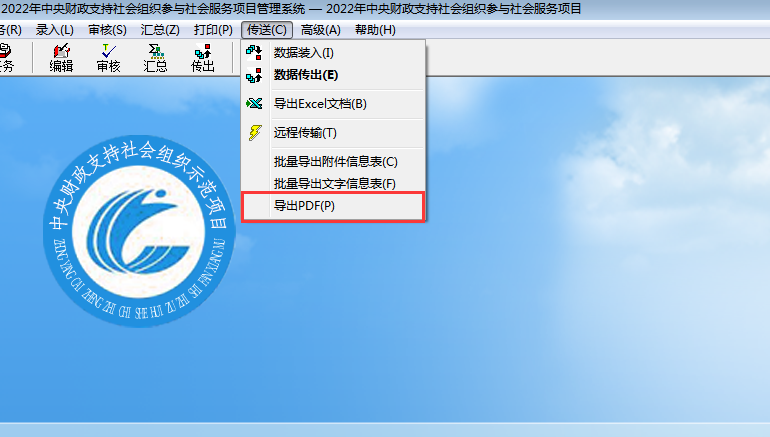 2022年中央财政支持社会组织参与社会服务项目管理系统 — 2022年中央财政支持社会组织参与社会服务项目
务(R) 录入(L) 审核(S) 汇总(Z) 打印(P) 传送(C) 高级(A) 帮助(H)
任务 编辑 审核 汇总 传出
数据装入(I)
数据传出(E)
导出Excel文档(B)
远程传输(T)
批量导出附件信息表(C)
批量导出文字信息表(F)
导出PDF(P)
中央财政支持社会组织示范项目
ZHONG YANG CAI ZHENG ZHI CHI SHE HUI ZU ZHI SHI FAN XIANG MU